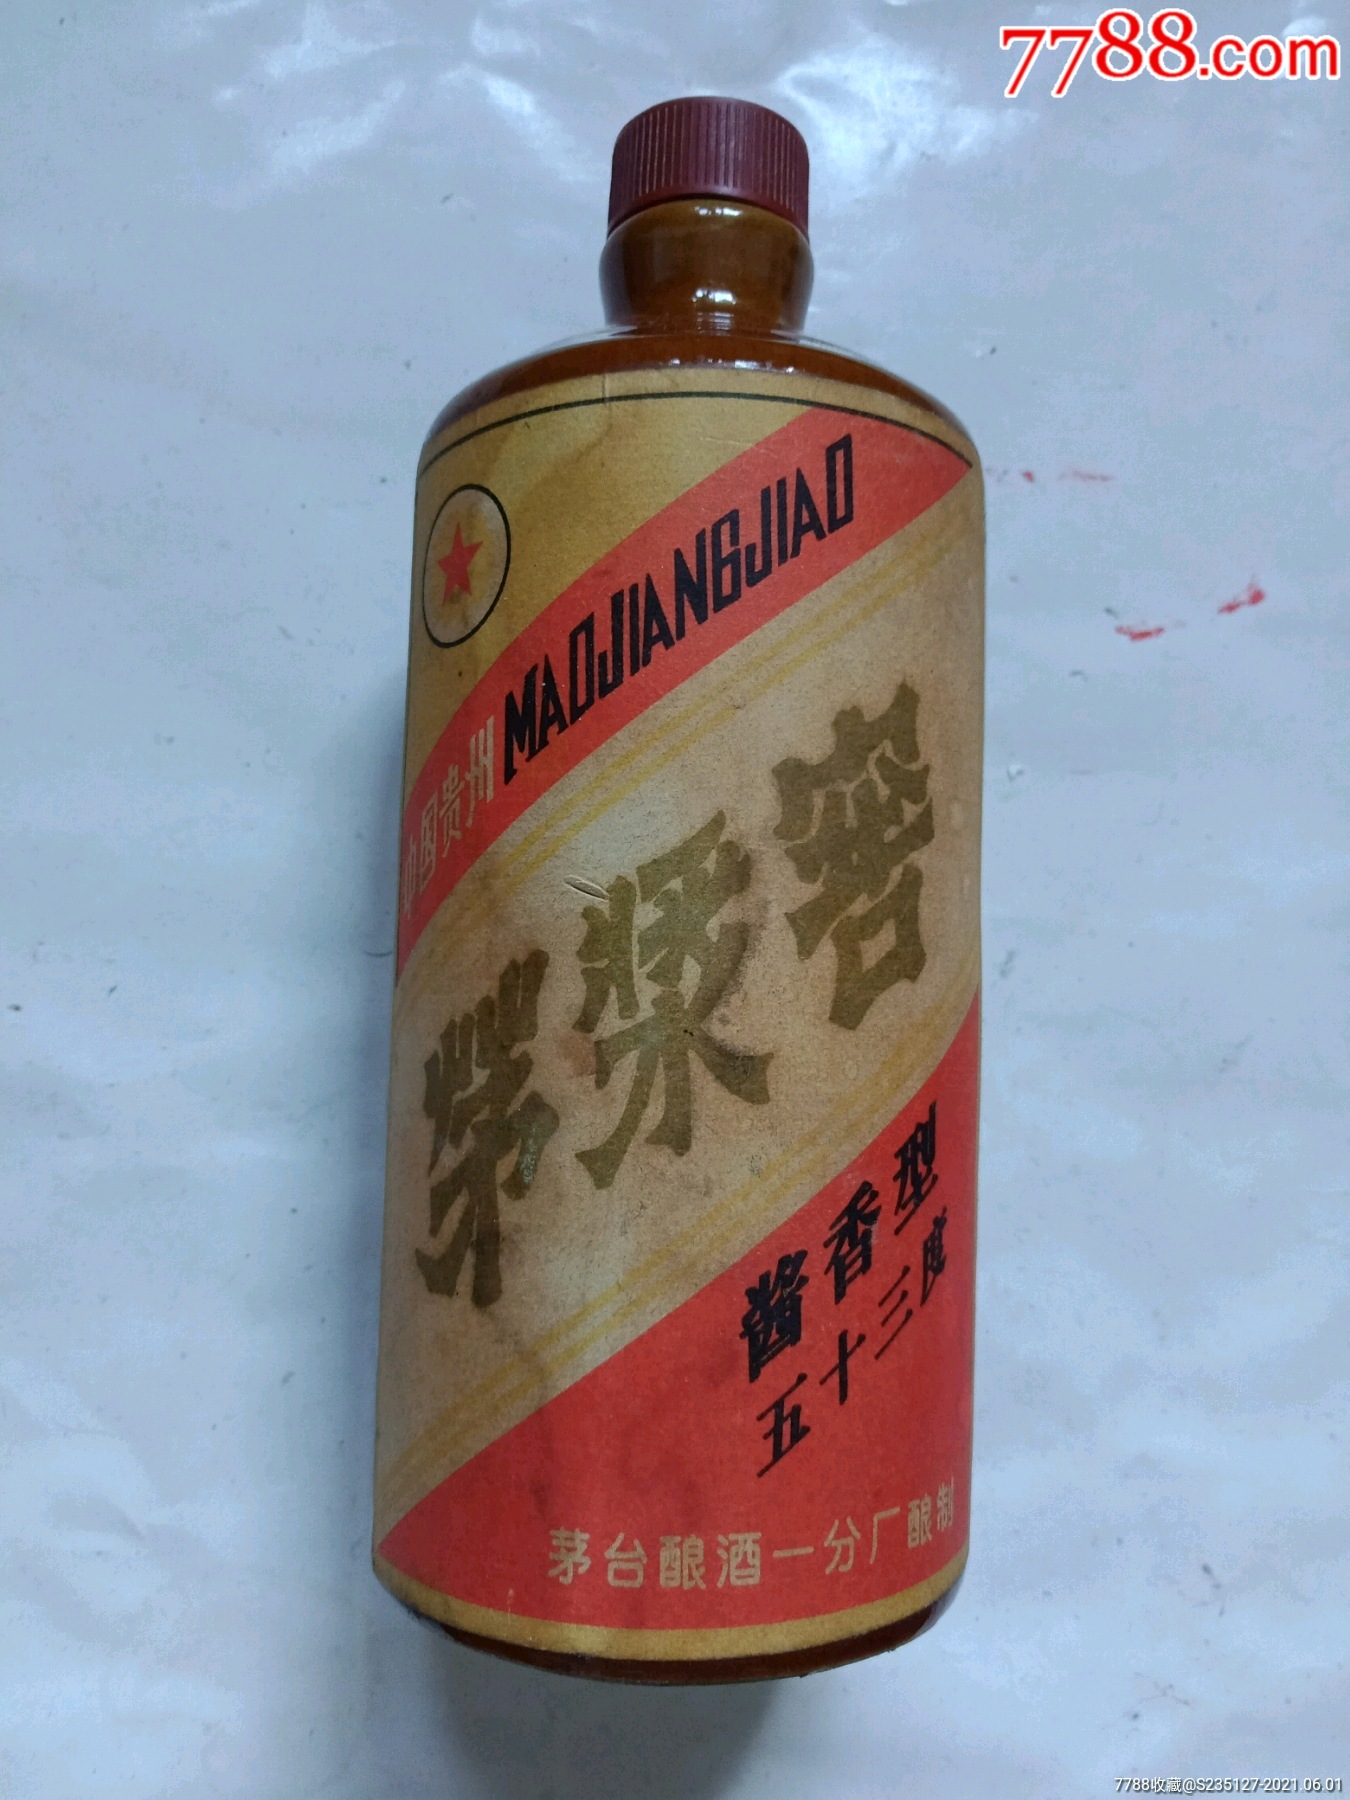 7788.com
中国贵州 MAOJIANGJIAO
茅浆窖
酱香型
五十三度
茅台酿酒一分厂酿制
7788收藏@S235127-2021.06.01